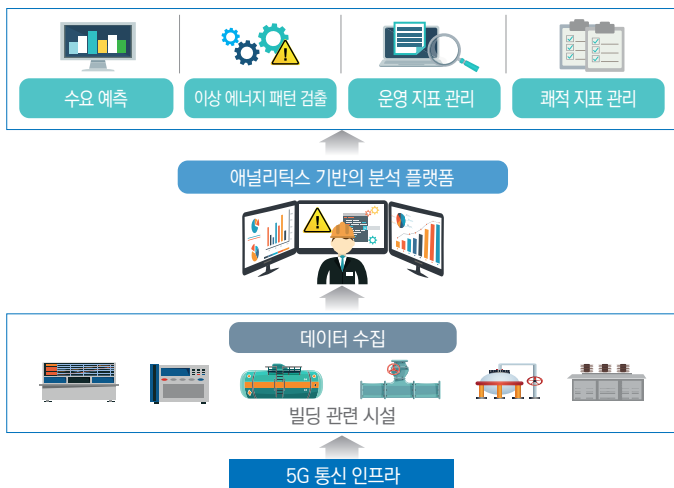 수요 예측
이상 에너지 패턴 검출
운영 지표 관리
쾌적 지표 관리
애널리틱스 기반의 분석 플랫폼
데이터 수집
빌딩 관련 시설
5G 통신 인프라